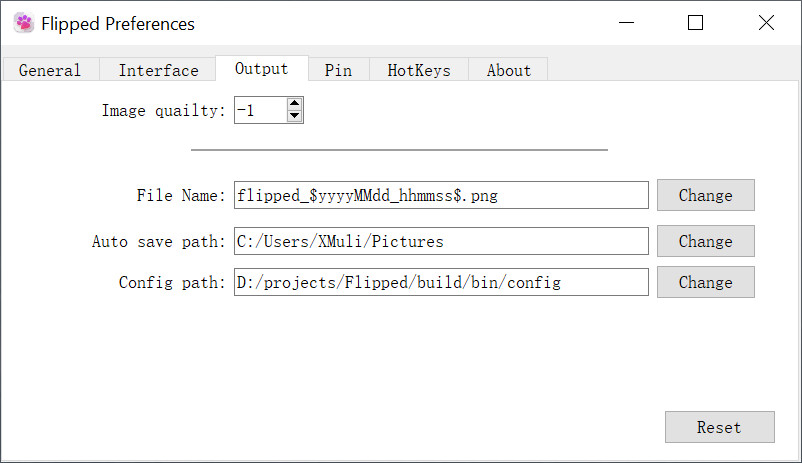 Flipped Preferences
General Interface Output Pin HotKeys About
Image quailty: -1
File Name: flipped_$yyyyMMdd_hhmmss$.png Change
Auto save path: C:/Users/XMuli/Pictures Change
Config path: D:/projects/Flipped/build/bin/config Change
Reset